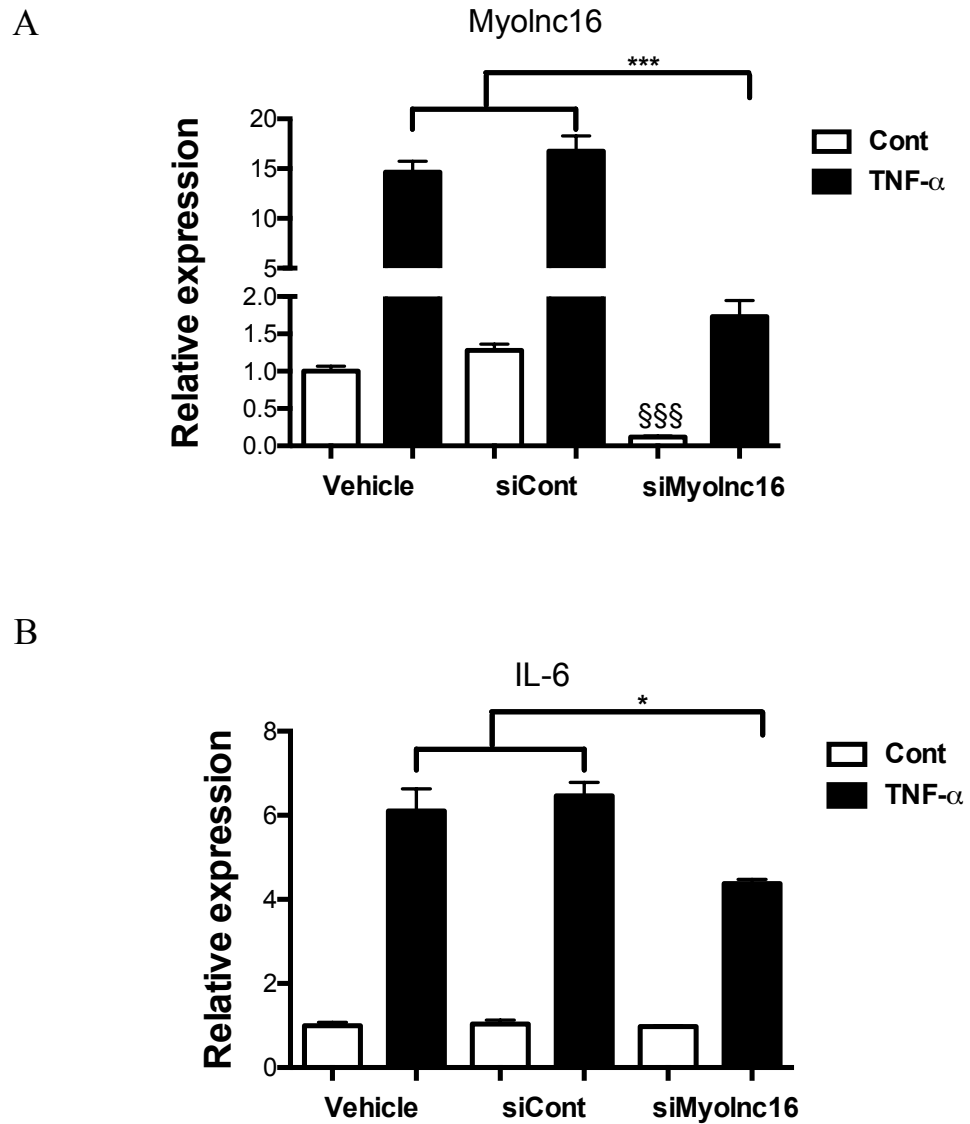 A
Myolnc16
***
Relative expression
20
15
10
5
2.0
1.5
1.0
0.5
0.0
§§§
Cont
TNF-α
Vehicle
siCont
siMyolnc16
B
IL-6
*
Relative expression
8
6
4
2
0
Cont
TNF-α
Vehicle
siCont
siMyolnc16